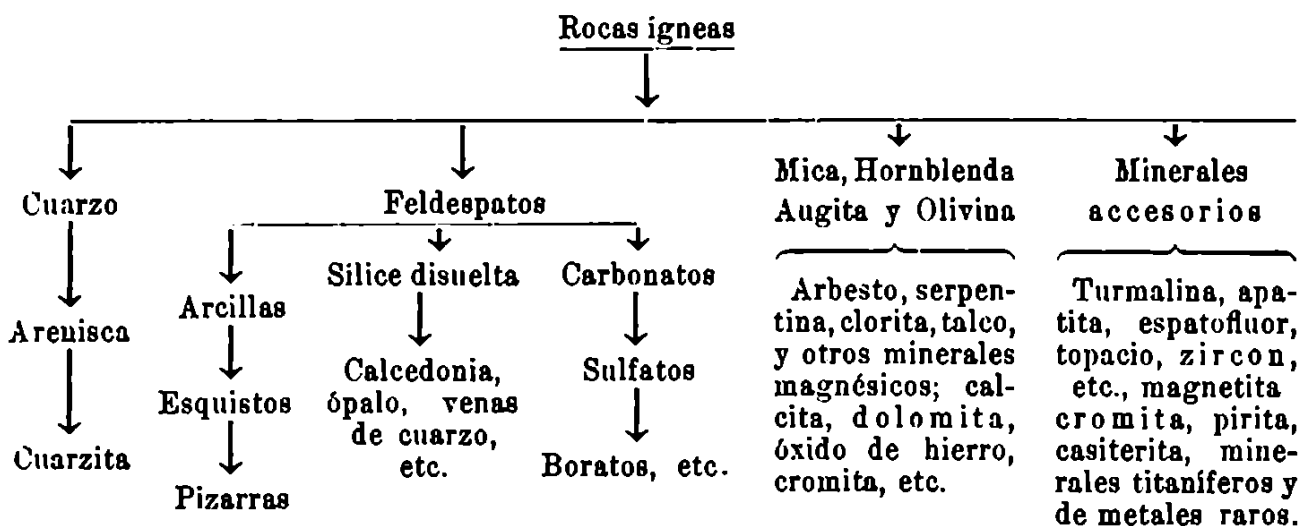 Rocas igneas
Cuarzo
Arenisca
Cuarzita
Feldespatos
Arcillas
Esquistos
Pizarras
Silice disuelta
Calcedonia,
ópalo, venas
de cuarzo,
etc.
Carbonatos
Sulfatos
Boratos, etc.
Mica, Hornblenda
Augita y Olivina
Arbesto, serpen-
tina, clorita, talco,
y otros minerales
magnésicos; cal-
cita, dolomita,
óxido de hierro,
cromita, etc.
Minerales
accesorios
Turmalina, apa-
tita, espatofluor,
topacio, zircon,
etc., magnetita
cromita, pirita,
casiterita, mine-
rales titaníferos y
de metales raros.